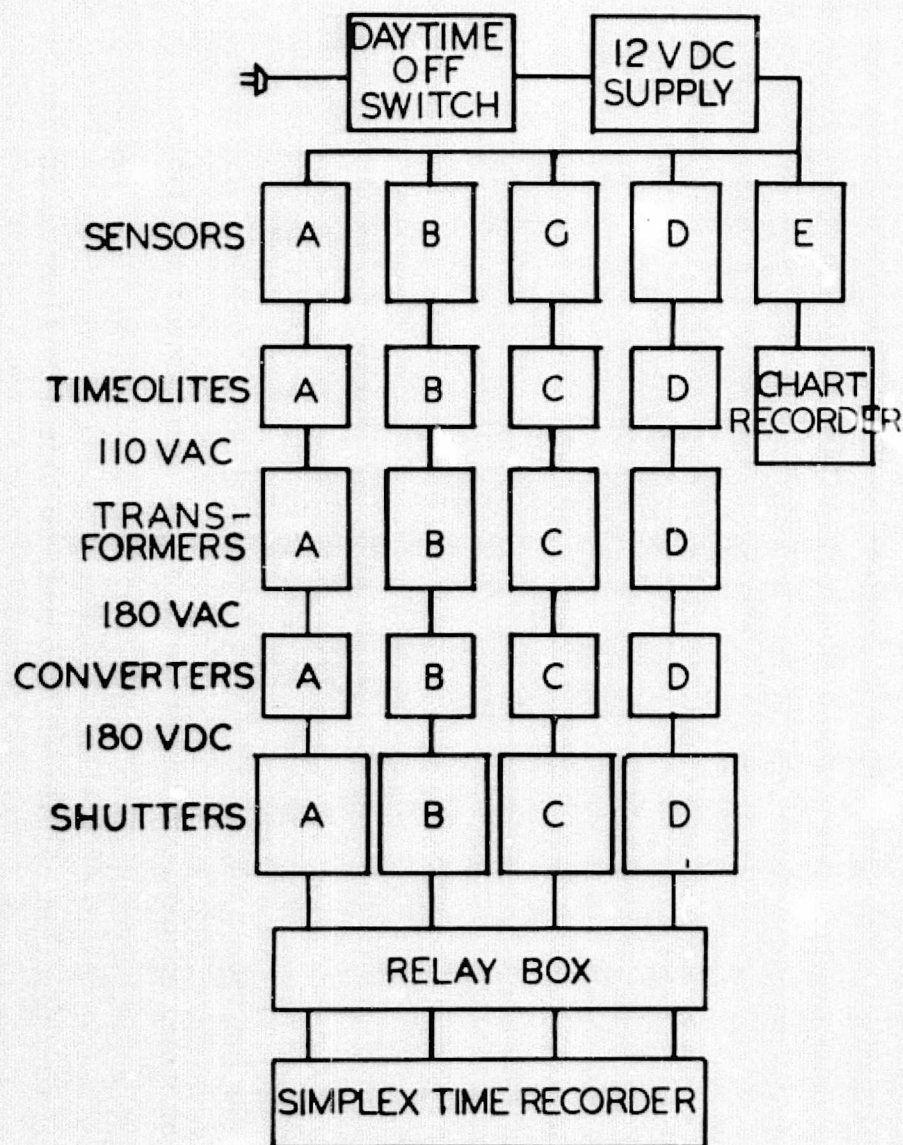 DAYTIME
OFF
SWITCH
12 VDC
SUPPLY
SENSORS A B G D E
TIMEOLITES A B C D
CHART
RECORDER
110 VAC
TRANS-
FORMERS A B C D
180 VAC
CONVERTERS A B C D
180 VDC
SHUTTERS A B C D
RELAY BOX
SIMPLEX TIME RECORDER